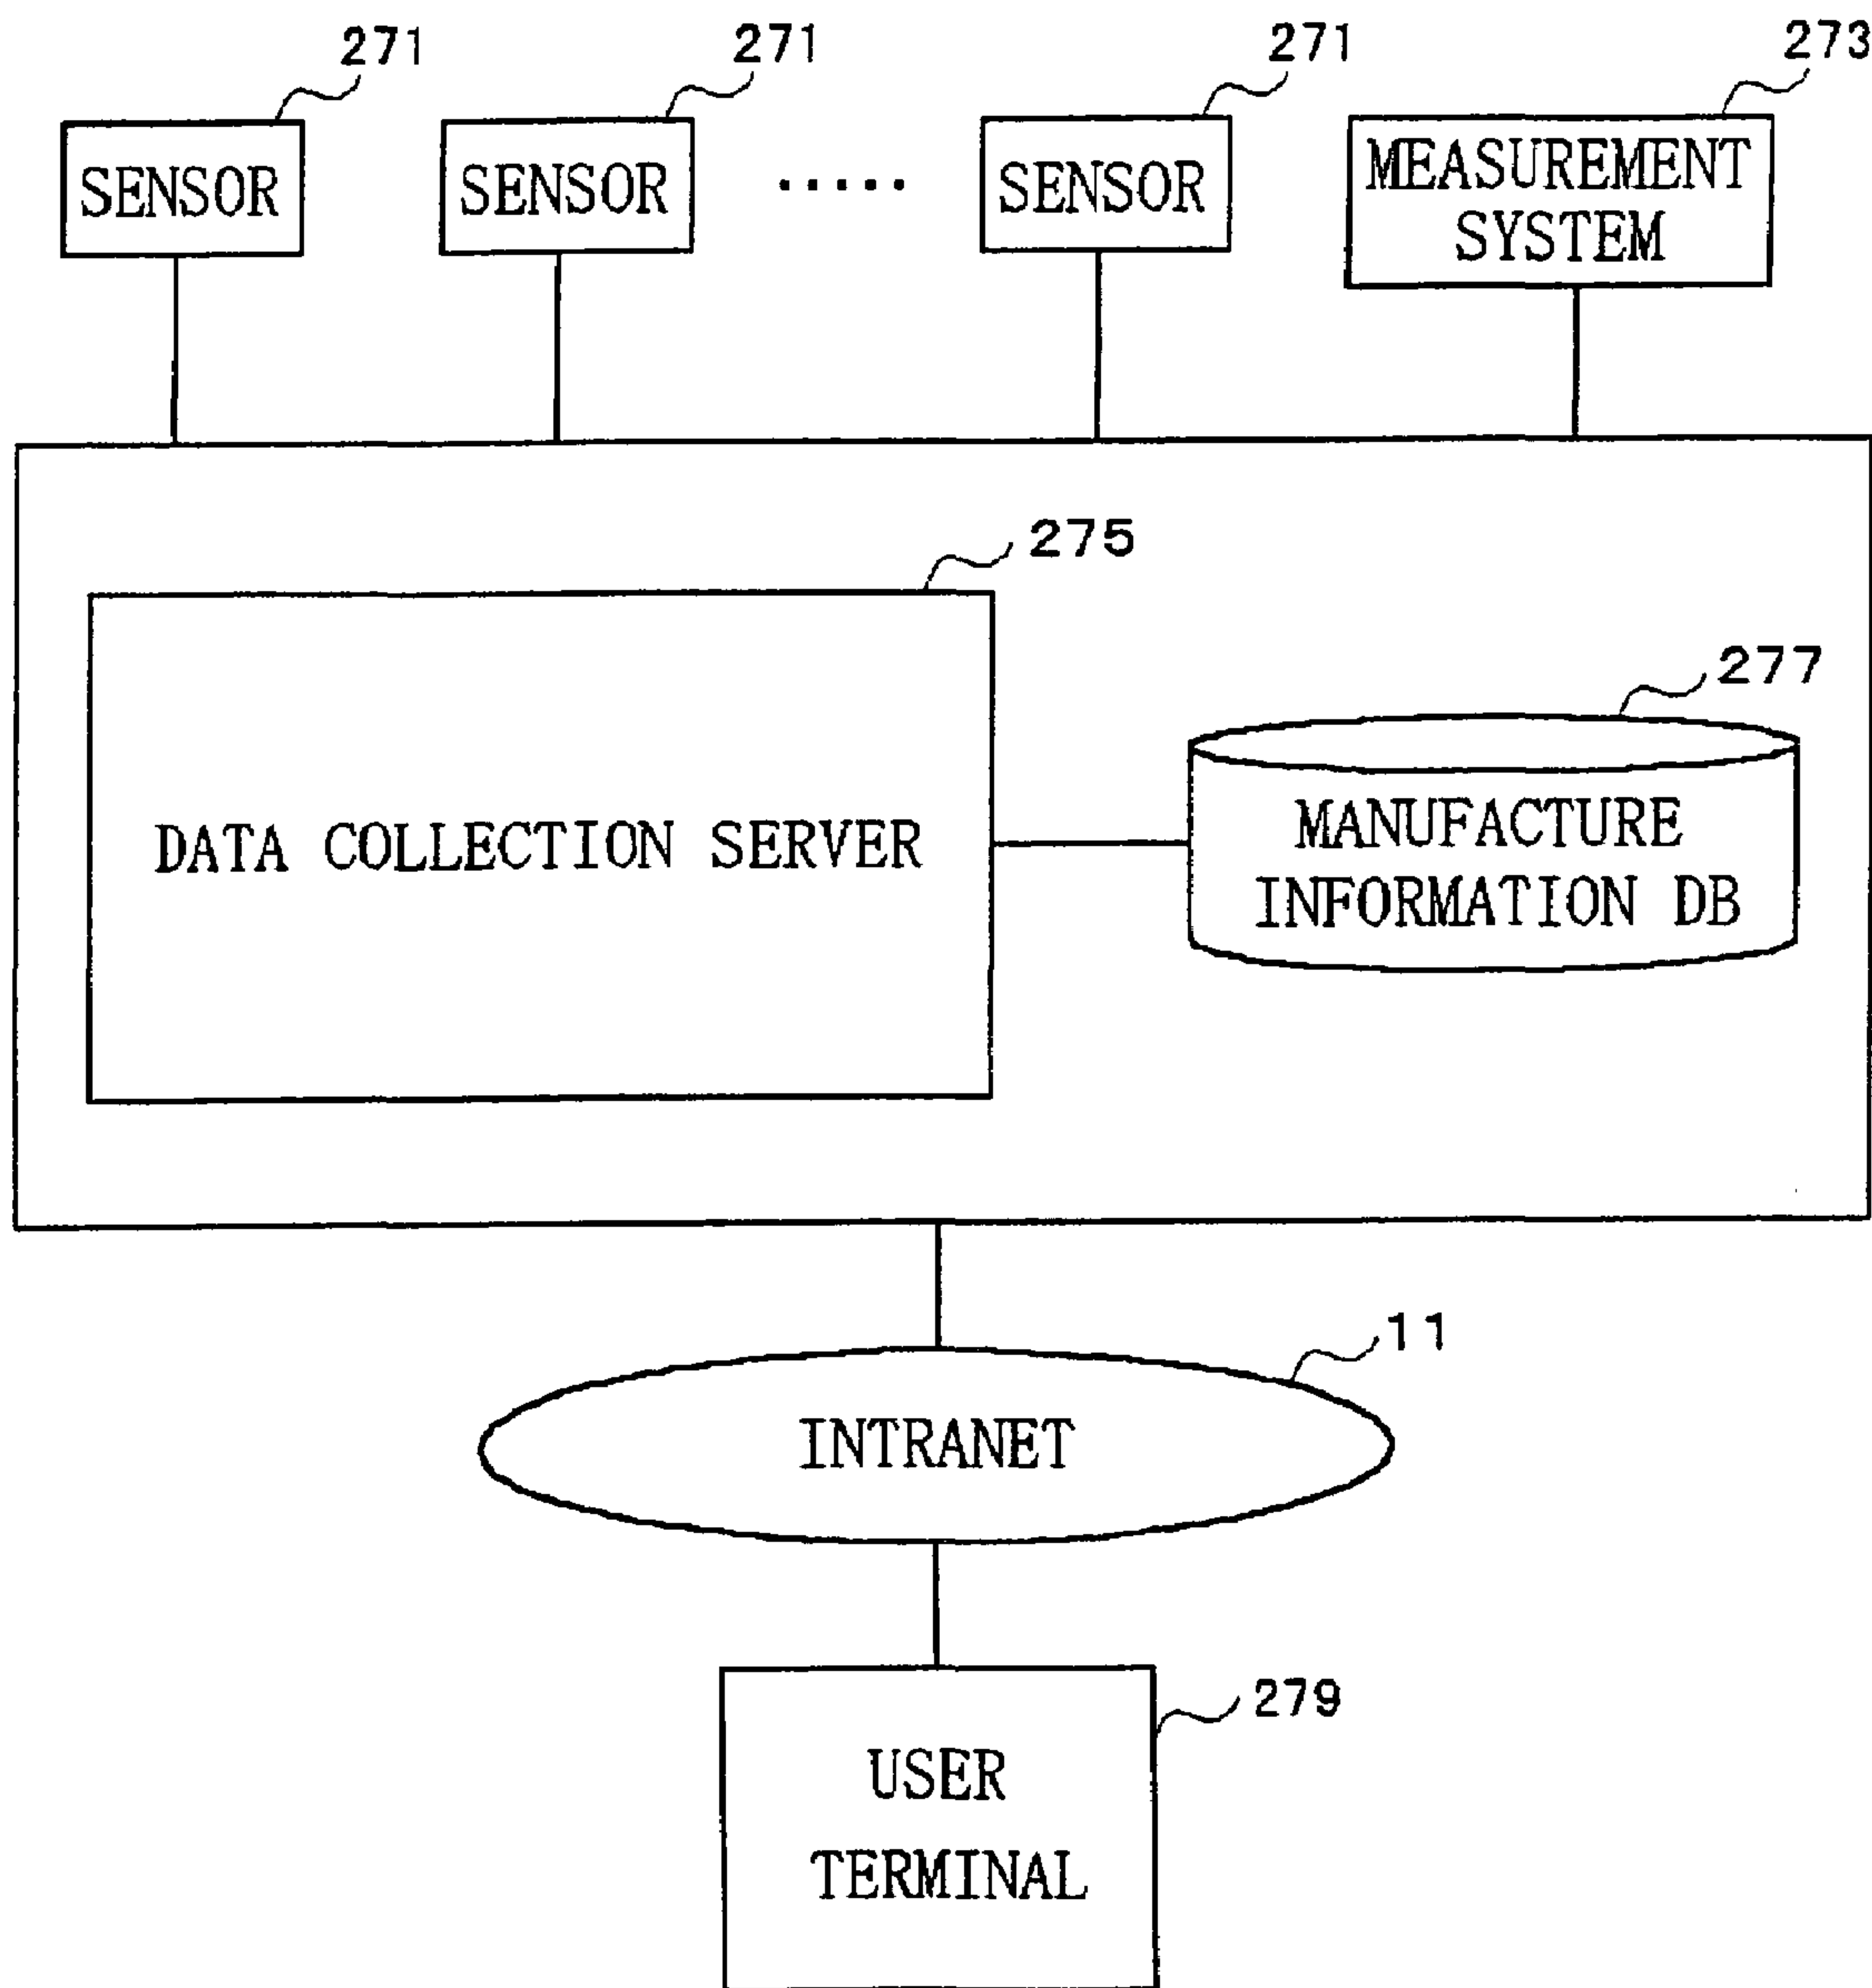 271
271
271
273
SENSOR
SENSOR
.....
SENSOR
MEASUREMENT
SYSTEM
275
277
DATA COLLECTION SERVER
MANUFACTURE
INFORMATION DB
11
INTRANET
279
USER
TERMINAL